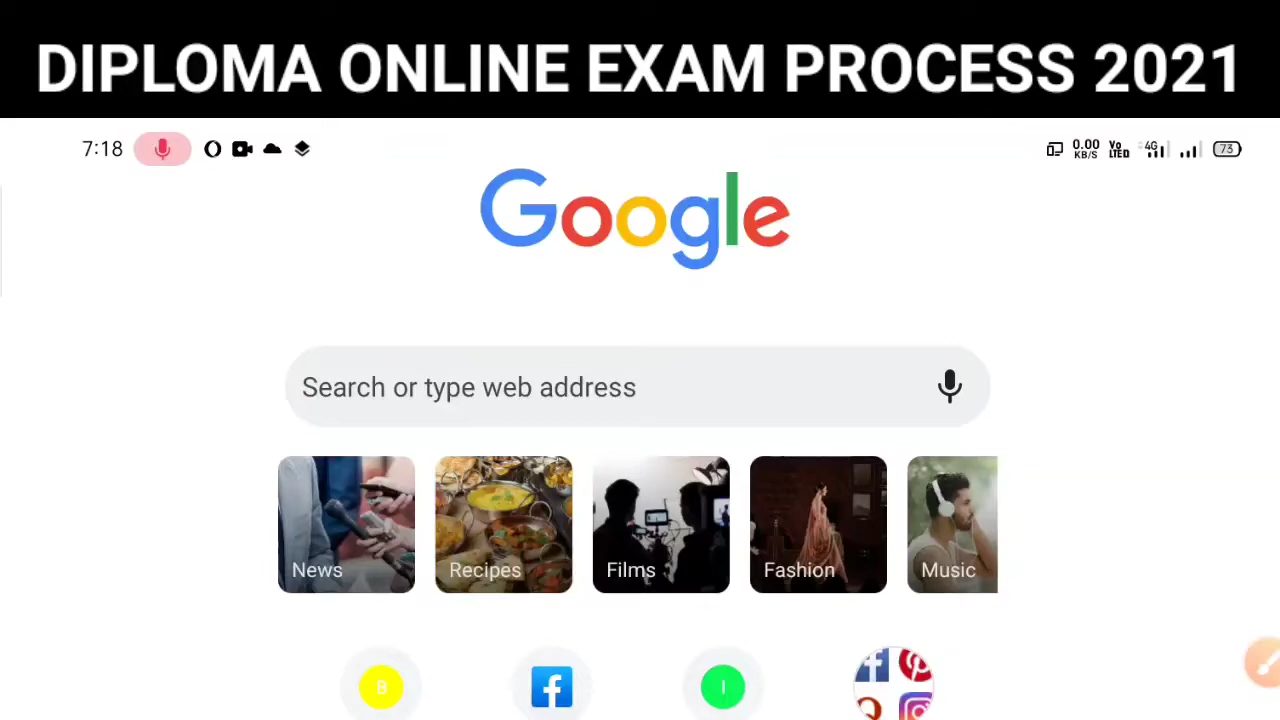 DIPLOMA ONLINE EXAM PROCESS 2021
7:18
0.00 KB/S Vo LTED 4G 73
Google
Search or type web address
News Recipes Films Fashion Music
B f I f